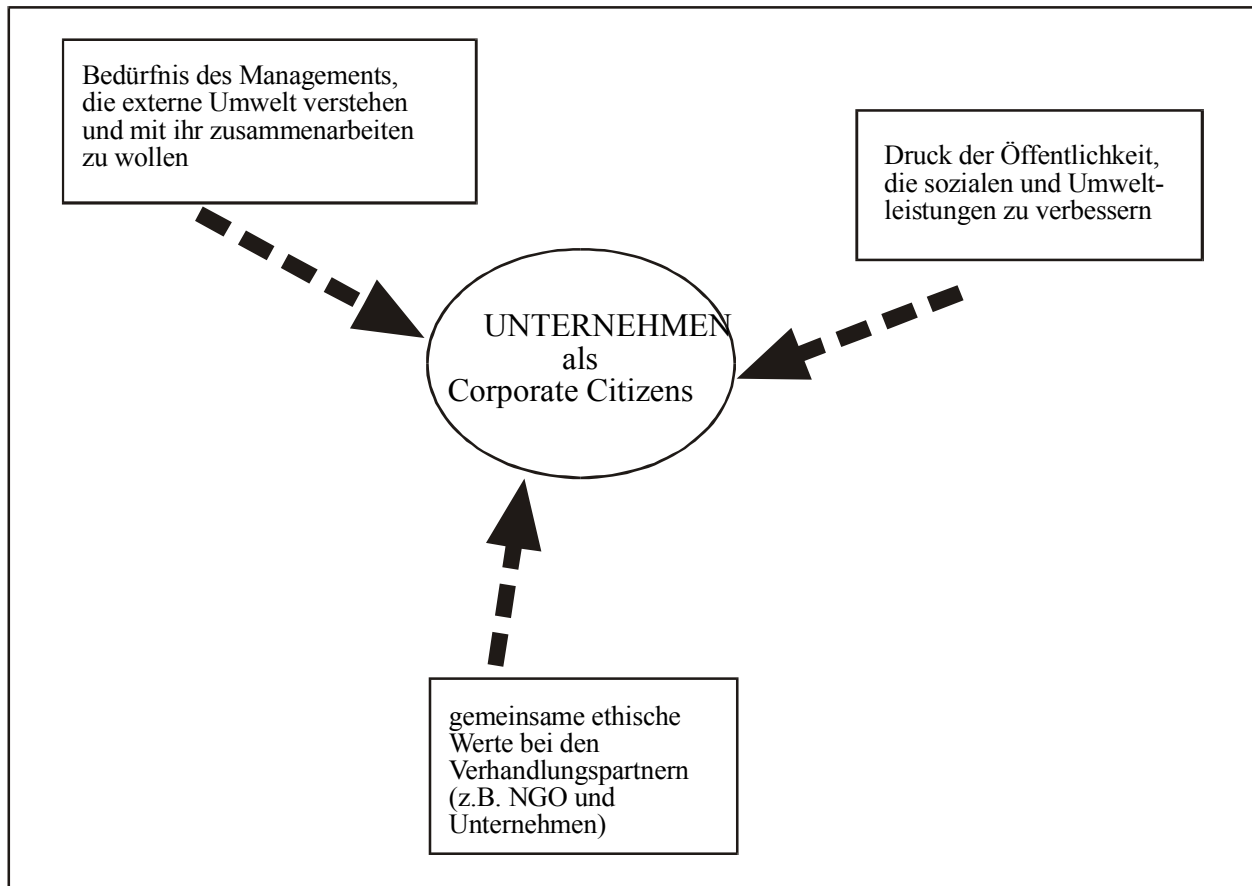 Bedürfnis des Managements,
die externe Umwelt verstehen
und mit ihr zusammenarbeiten
zu wollen
Druck der Öffentlichkeit,
die sozialen und Umwelt-
leistungen zu verbessern
UNTERNEHMEN
als
Corporate Citizens
gemeinsame ethische
Werte bei den
Verhandlungspartnern
(z.B. NGO und
Unternehmen)